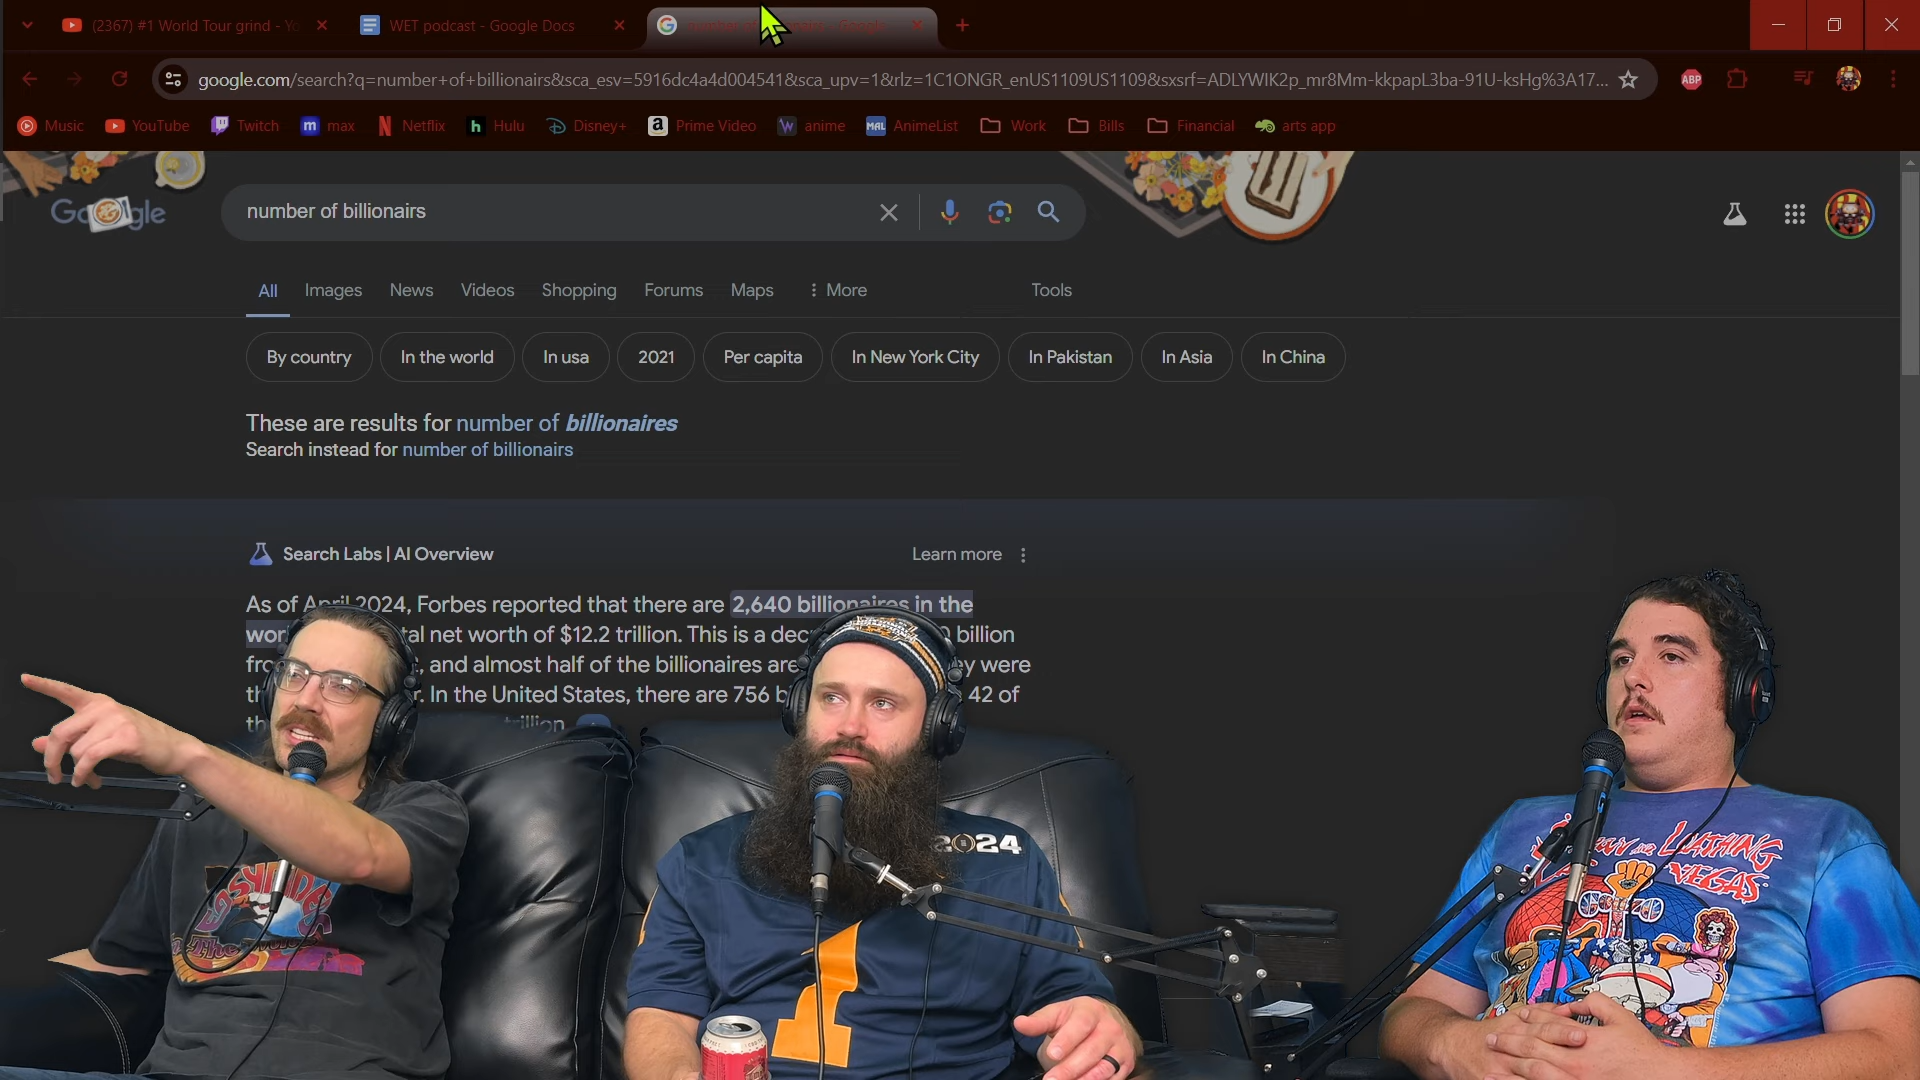 (2367) #1 World Tour grind - Yo
WET podcast - Google Docs
google.com/search?q=number+of+billionairs&sca_esv=5916dc4a4d004541&sca_upv=1&rlz=1C1ONGR_enUS1109US1109&sxsrf=ADLYWIK2p_mr8Mm-kkpapL3ba-91U-ksHg%3A17...
ABP
Music YouTube Twitch max Netflix Hulu Disney+ Prime Video anime AnimeList Work Bills Financial arts app
Google
number of billionairs
All Images News Videos Shopping Forums Maps More Tools
By country In the world In usa 2021 Per capita In New York City In Pakistan In Asia In China
These are results for number of billionaires
Search instead for number of billionairs
Search Labs | AI Overview Learn more
As of April 2024, Forbes reported that there are 2,640 billionaires in the
net worth of $12.2 trillion. This is a billion
and almost half of the billionaires are were
In the United States, there are 756 42 of
trillion.
2024
1
LOATHING
VEGAS
GONZO